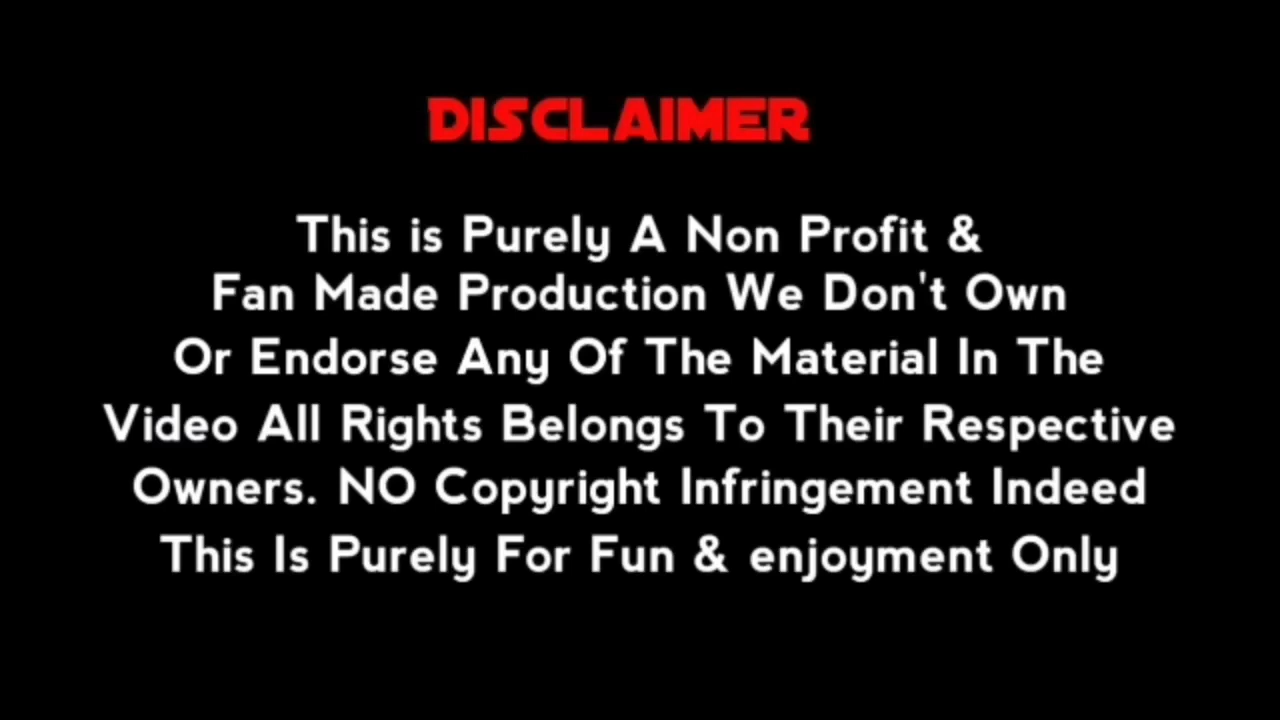 DISCLAIMER
This is Purely A Non Profit &
Fan Made Production We Don't Own
Or Endorse Any Of The Material In The
Video All Rights Belongs To Their Respective
Owners. NO Copyright Infringement Indeed
This Is Purely For Fun & enjoyment Only